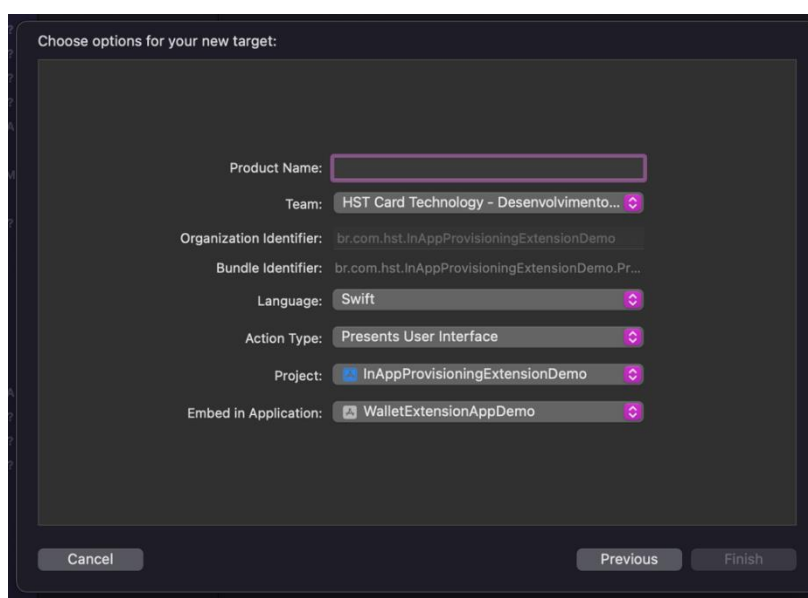 Choose options for your new target:
Product Name:
Team: HST Card Technology - Desenvolvimento...
Organization Identifier: br.com.hst.InAppProvisioningExtensionDemo
Bundle Identifier: br.com.hst.InAppProvisioningExtensionDemo.Pr...
Language: Swift
Action Type: Presents User Interface
Project: InAppProvisioningExtensionDemo
Embed in Application: WalletExtensionAppDemo
Cancel Previous Finish